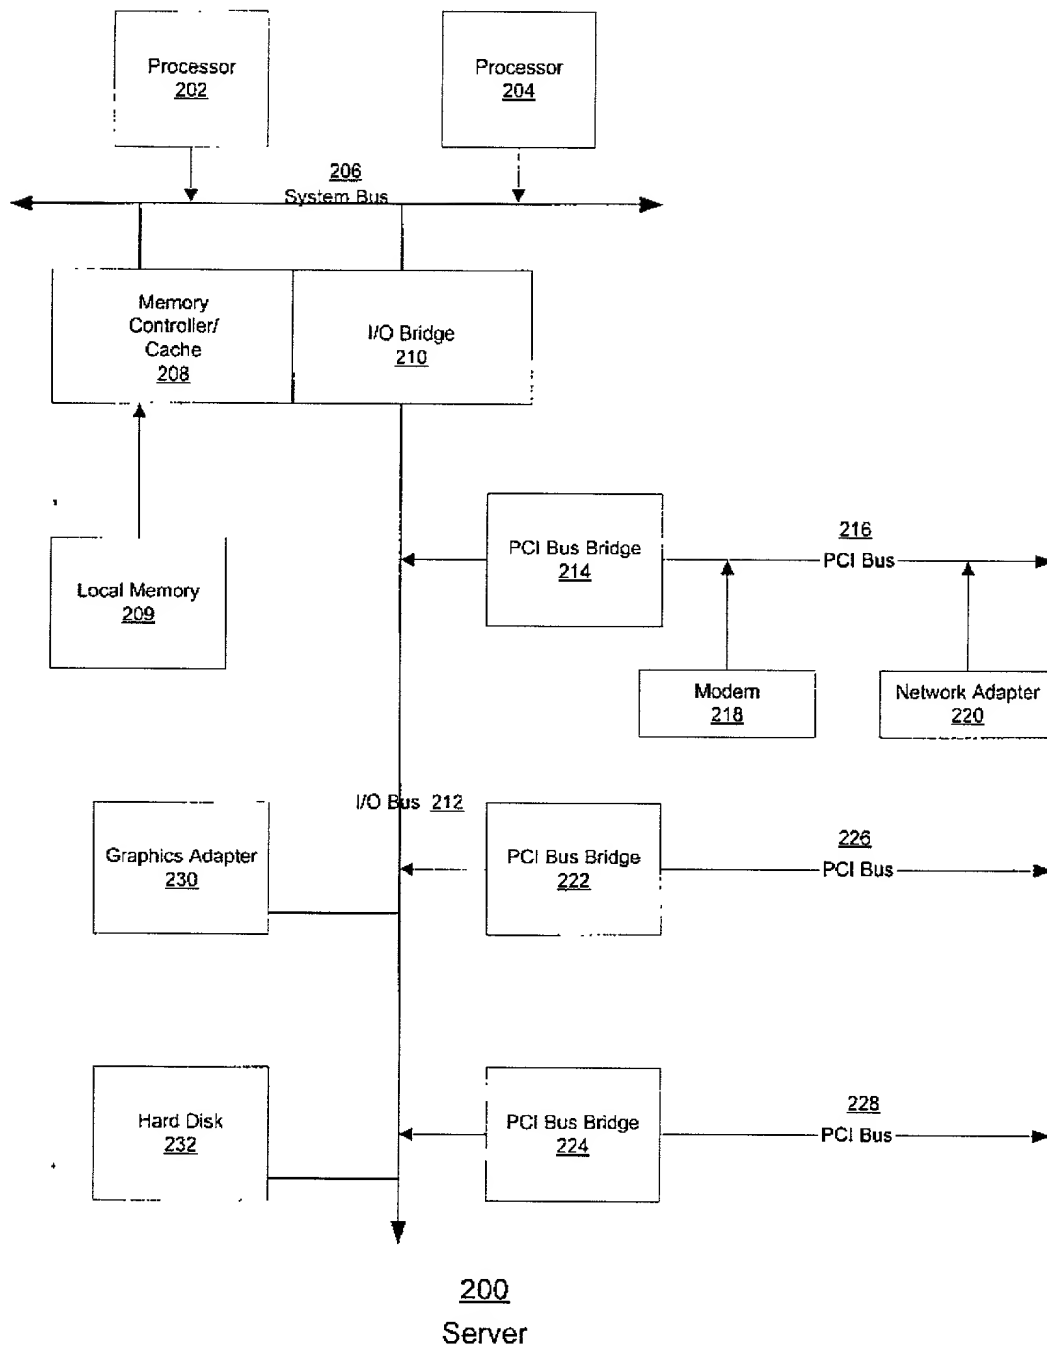 Processor
202
Processor
204
206
System Bus
Memory
Controller/
Cache
208
I/O Bridge
210
Local Memory
209
PCI Bus Bridge
214
216
PCI Bus
Modem
218
Network Adapter
220
I/O Bus 212
Graphics Adapter
230
PCI Bus Bridge
222
226
PCI Bus
Hard Disk
232
PCI Bus Bridge
224
228
PCI Bus
200
Server